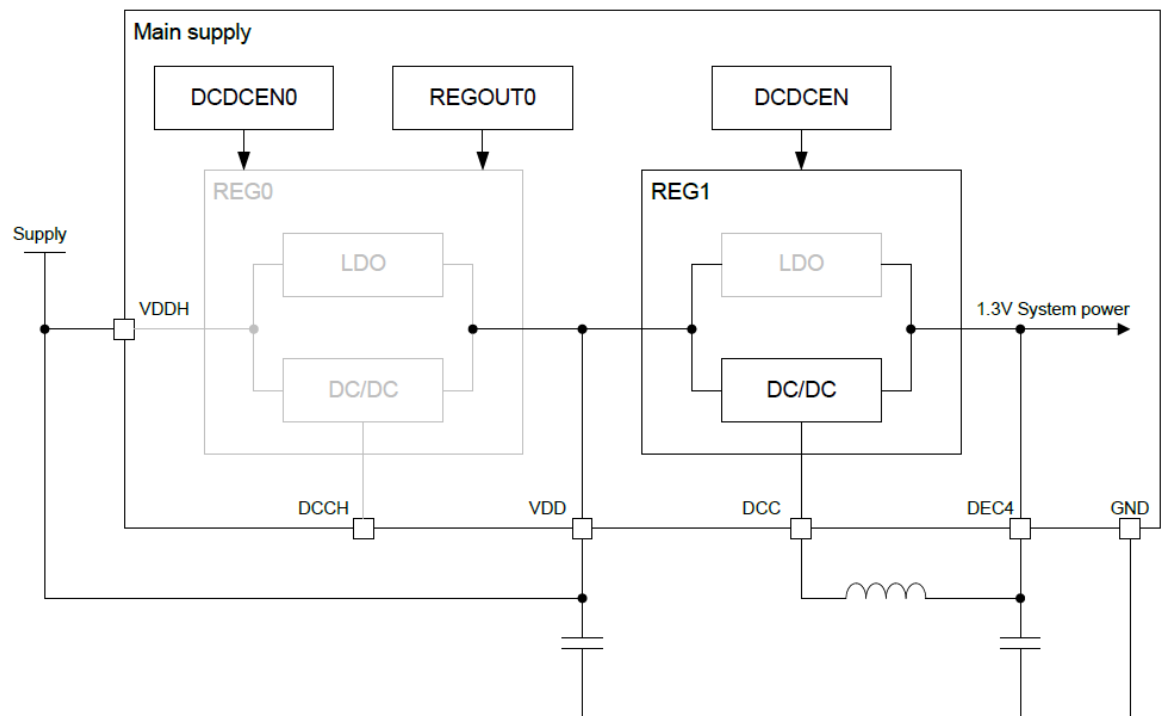 Main supply
DCDCEN0
REGOUT0
DCDCEN
REG0
REG1
Supply
LDO
LDO
VDDH
1.3V System power
DC/DC
DC/DC
DCCH
VDD
DCC
DEC4
GND